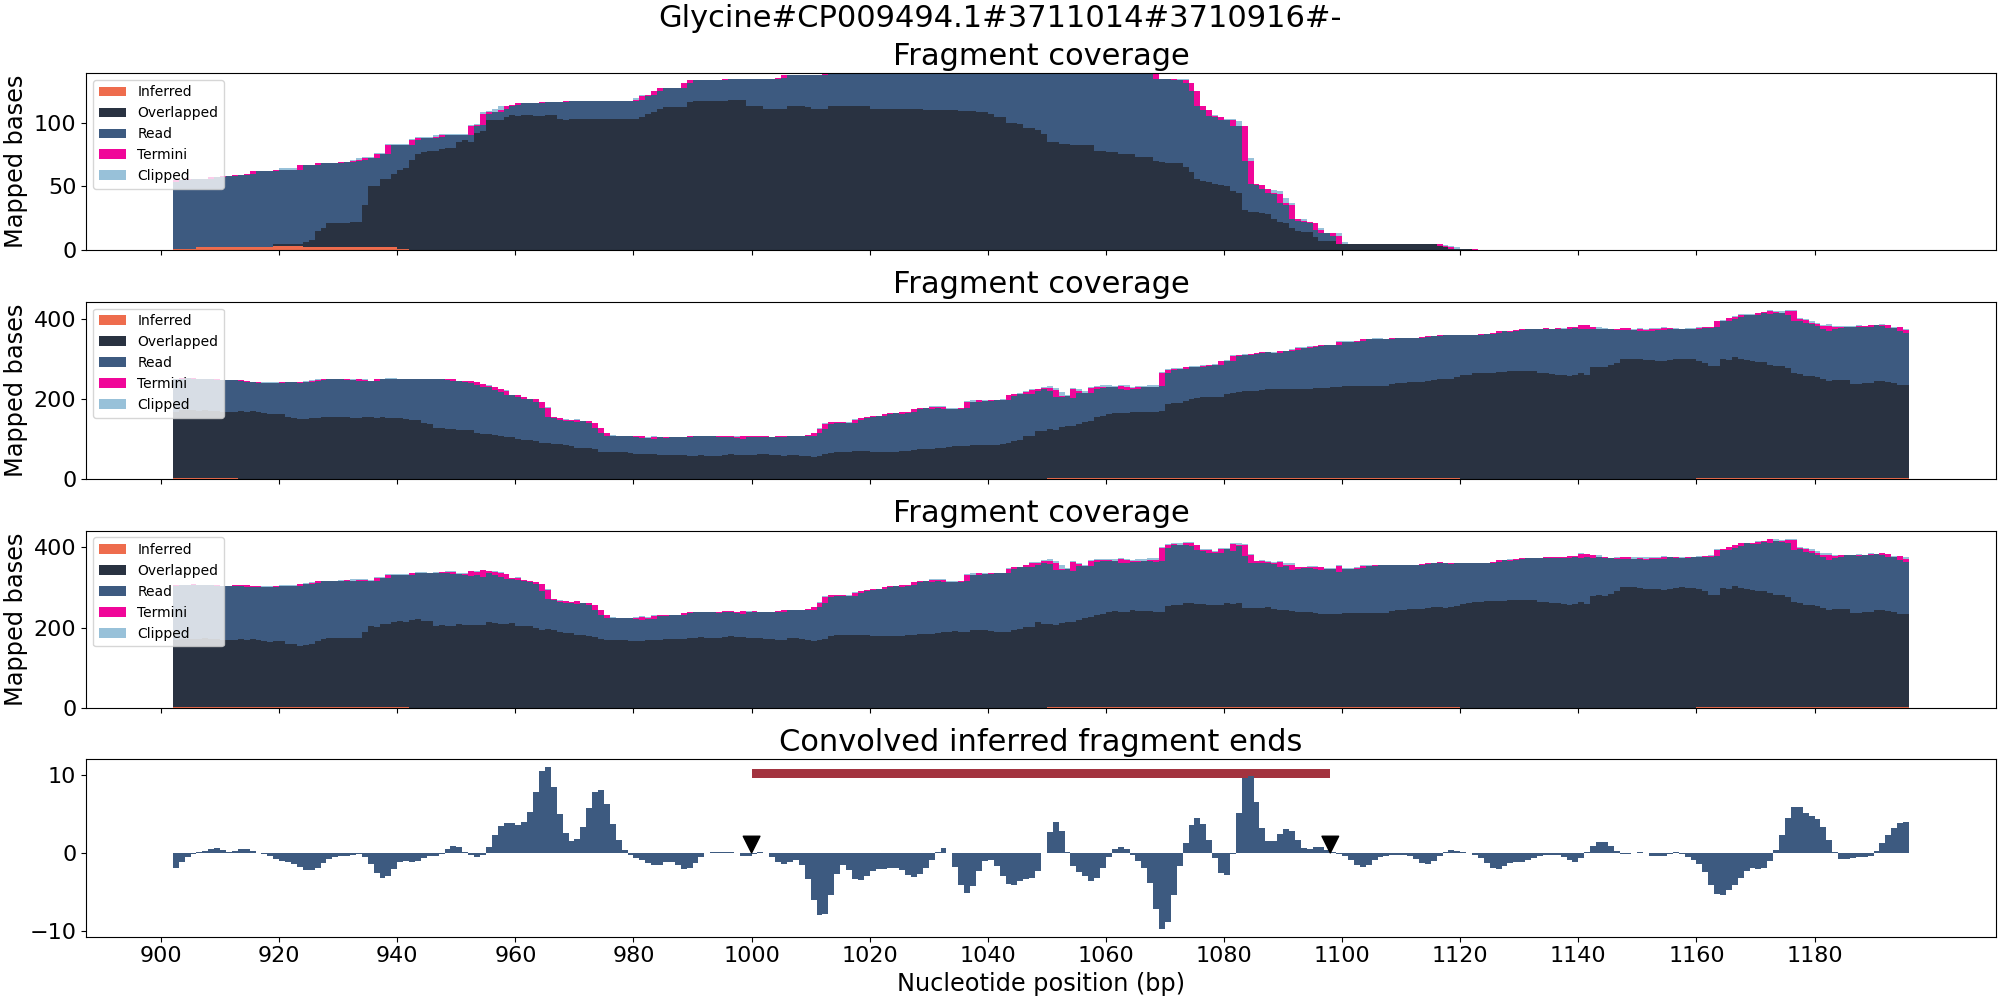 Glycine#CP009494.1#3711014#3710916#-
Fragment coverage
Mapped bases
100
50
0
Inferred
Overlapped
Read
Termini
Clipped
Fragment coverage
Mapped bases
400
200
0
Inferred
Overlapped
Read
Termini
Clipped
Fragment coverage
Mapped bases
400
200
0
Inferred
Overlapped
Read
Termini
Clipped
Convolved inferred fragment ends
10
0
−10
900 920 940 960 980 1000 1020 1040 1060 1080 1100 1120 1140 1160 1180
Nucleotide position (bp)